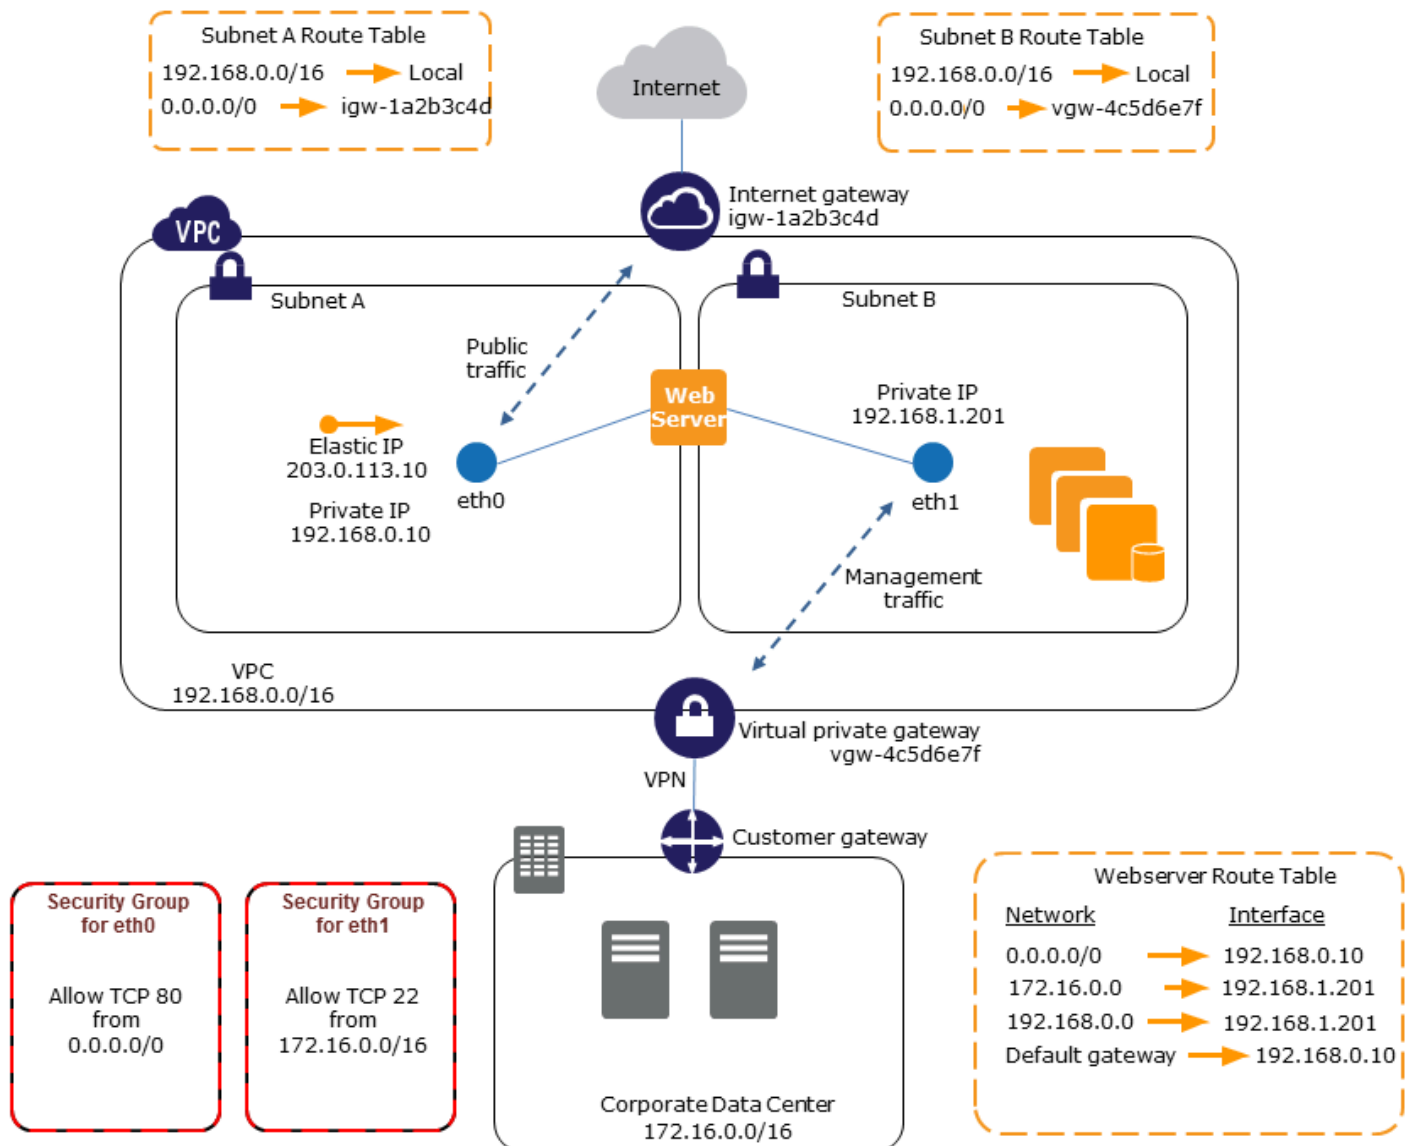 Subnet A Route Table
192.168.0.0/16 Local
0.0.0.0/0 igw-1a2b3c4d
Internet
Subnet B Route Table
192.168.0.0/16 Local
0.0.0.0/0 vgw-4c5d6e7f
Internet gateway
igw-1a2b3c4d
VPC
Subnet A
Subnet B
Public
traffic
Web
Server
Private IP
192.168.1.201
Elastic IP
203.0.113.10
eth0
eth1
Private IP
192.168.0.10
Management
traffic
VPC
192.168.0.0/16
Virtual private gateway
vgw-4c5d6e7f
VPN
Customer gateway
Security Group
for eth0
Allow TCP 80
from
0.0.0.0/0
Security Group
for eth1
Allow TCP 22
from
172.16.0.0/16
Corporate Data Center
172.16.0.0/16
Webserver Route Table
Network Interface
0.0.0.0/0 192.168.0.10
172.16.0.0 192.168.1.201
192.168.0.0 192.168.1.201
Default gateway 192.168.0.10